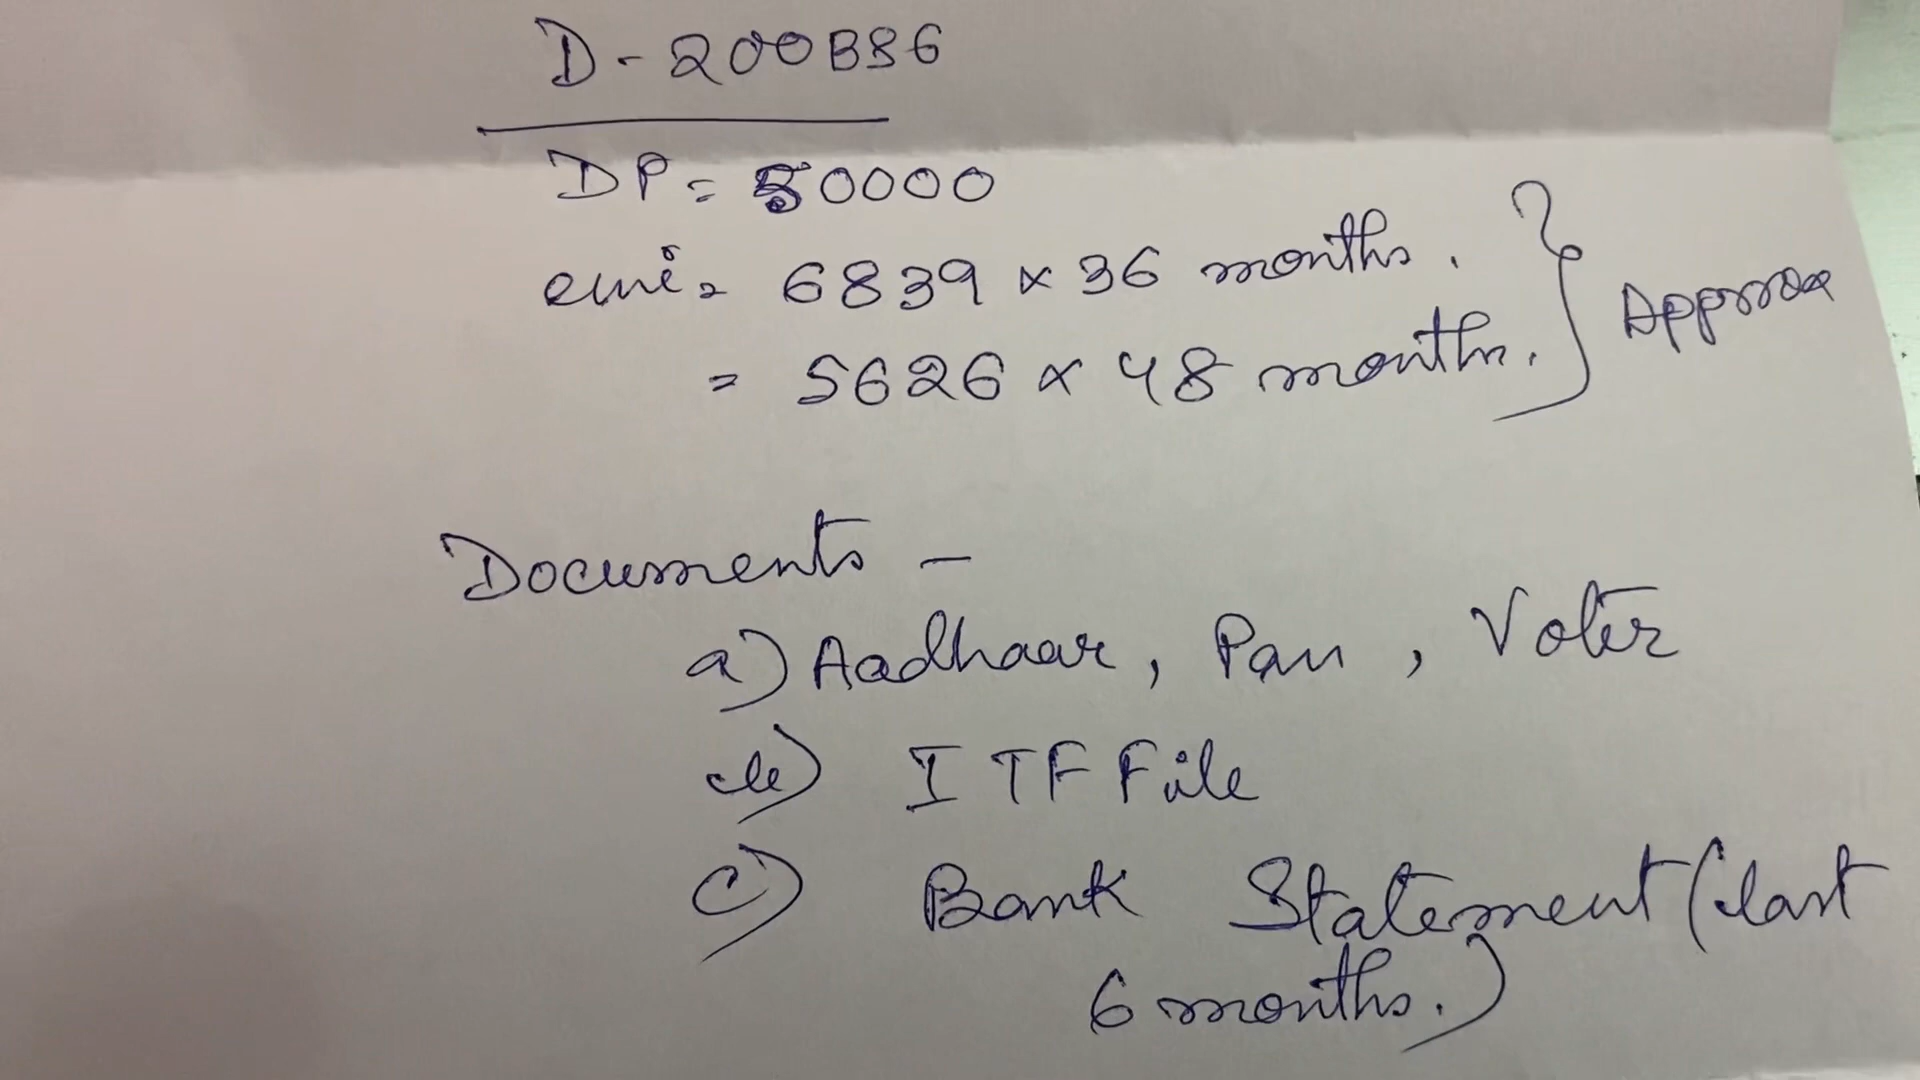 D - 200BS6
DP = 50000
emi = 6839 x 36 months.
= 5626 x 48 months. } Approx
Documents -
a) Aadhaar, Pan, Voter
b) ITF File
c) Bank Statement (last
6 months.)